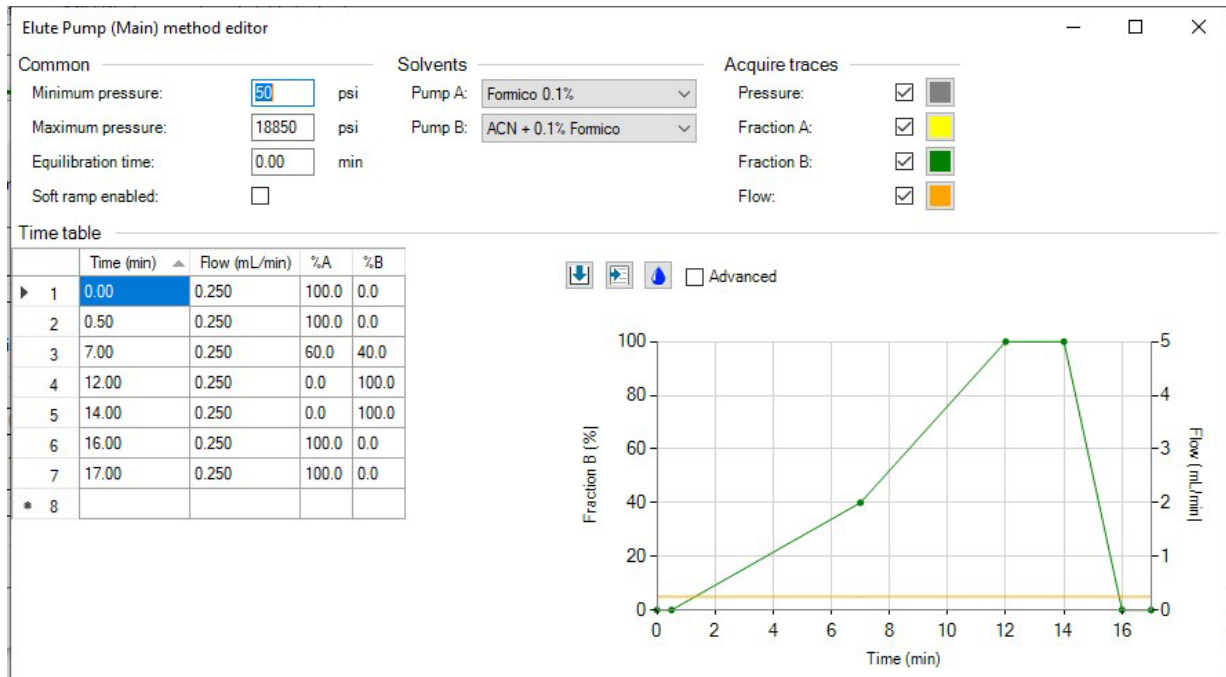 Elute Pump (Main) method editor
Common
Solvents
Acquire traces
Minimum pressure: 50 psi
Pump A: Formico 0.1%
Pressure:
Maximum pressure: 18850 psi
Pump B: ACN + 0.1% Formico
Fraction A:
Equilibration time: 0.00 min
Fraction B:
Soft ramp enabled:
Flow:
Time table
Time (min) Flow (mL/min) %A %B
1 0.00 0.250 100.0 0.0
2 0.50 0.250 100.0 0.0
3 7.00 0.250 60.0 40.0
4 12.00 0.250 0.0 100.0
5 14.00 0.250 0.0 100.0
6 16.00 0.250 100.0 0.0
7 17.00 0.250 100.0 0.0
* 8
Advanced
100
80
60
40
20
0
Fraction B (%|
5
4
3
2
1
0
Flow (mL/min|
0 2 4 6 8 10 12 14 16
Time (min)